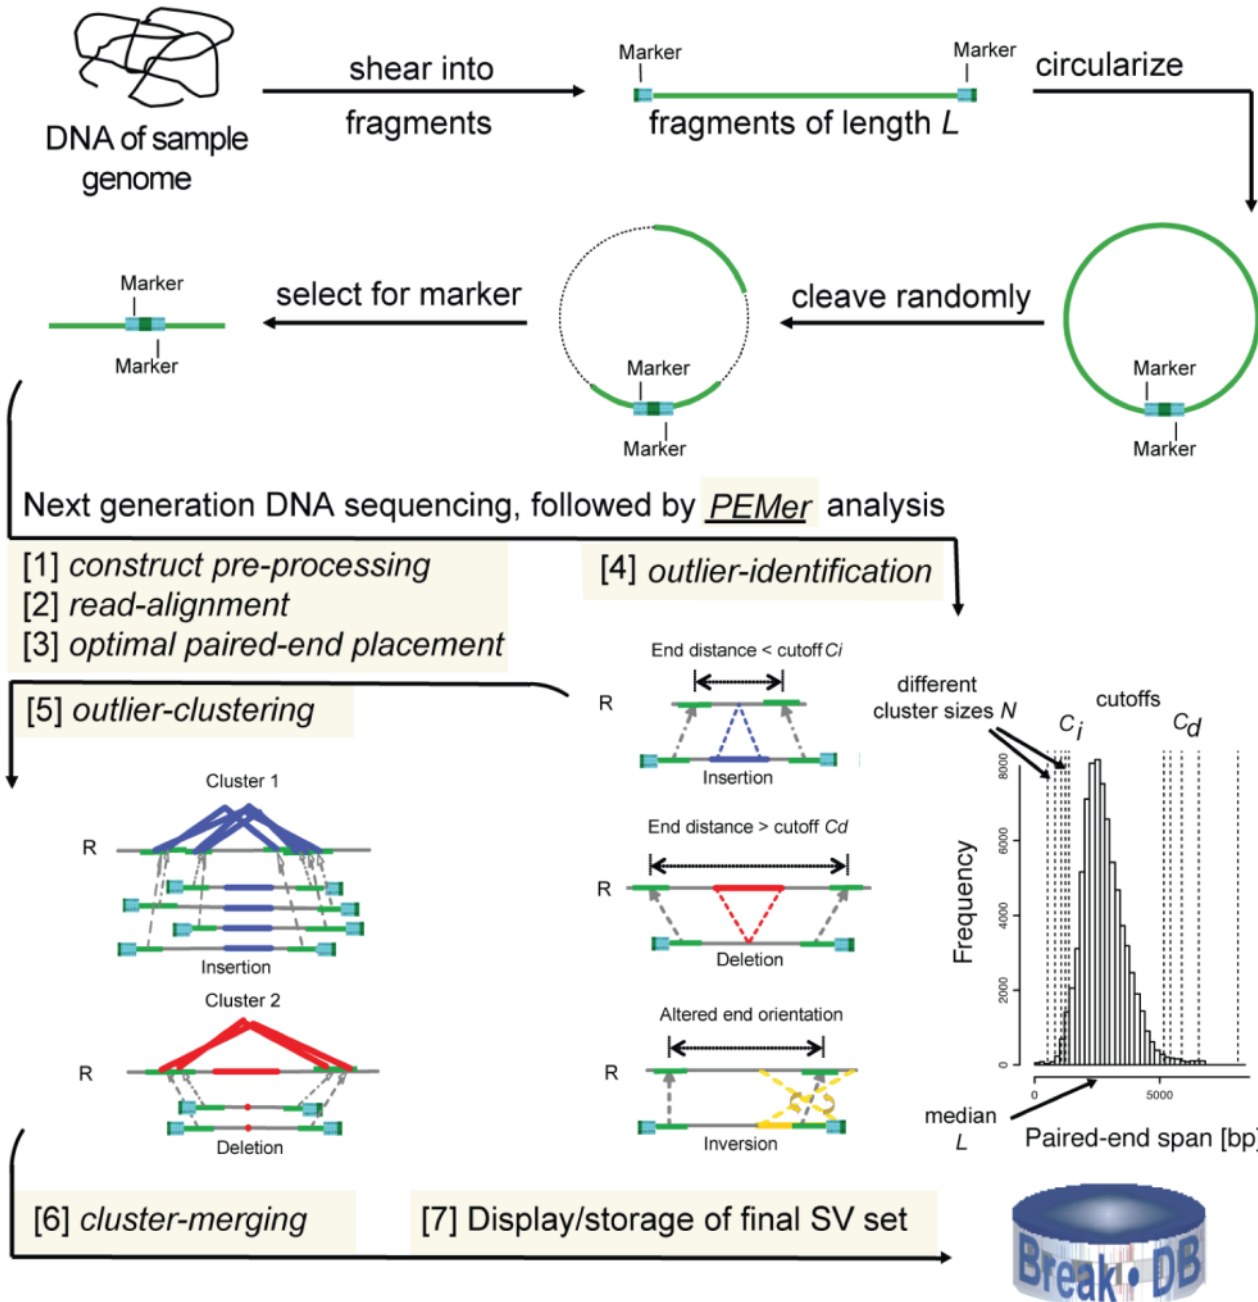 DNA of sample
genome
shear into
fragments
Marker
Marker
fragments of length L
circularize
Marker
Marker
select for marker
Marker
Marker
cleave randomly
Marker
Marker
Next generation DNA sequencing, followed by PEMer analysis
[1] construct pre-processing
[2] read-alignment
[3] optimal paired-end placement
[4] outlier-identification
End distance < cutoff Ci
R
Insertion
End distance > cutoff Cd
R
Deletion
Altered end orientation
R
Inversion
different
cluster sizes N
cutoffs
Ci
Cd
Frequency
0
2000
4000
6000
8000
0
5000
median
L
Paired-end span [bp]
[5] outlier-clustering
Cluster 1
R
Insertion
Cluster 2
R
Deletion
[6] cluster-merging
[7] Display/storage of final SV set
Break • DB